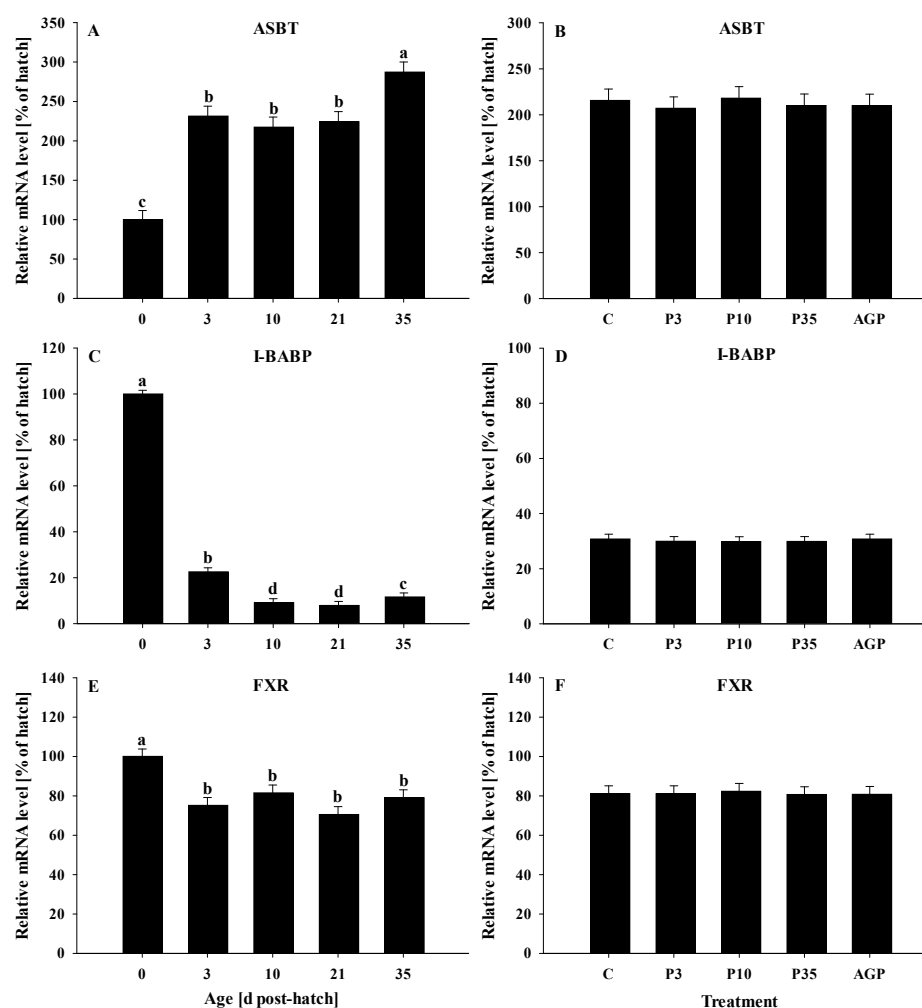 A
ASBT
Relative mRNA level [% of hatch]
350
300
250
200
150
100
50
0
c
b
b
b
a
0 3 10 21 35
B
ASBT
Relative mRNA level [% of hatch]
300
250
200
150
100
50
0
C P3 P10 P35 AGP
C
I-BABP
Relative mRNA level [% of hatch]
120
100
80
60
40
20
0
a
b
d
d
c
0 3 10 21 35
D
I-BABP
Relative mRNA level [% of hatch]
100
80
60
40
20
0
C P3 P10 P35 AGP
E
FXR
Relative mRNA level [% of hatch]
140
120
100
80
60
40
20
0
a
b
b
b
b
0 3 10 21 35
Age [d post-hatch]
F
FXR
Relative mRNA level [% of hatch]
140
120
100
80
60
40
20
0
C P3 P10 P35 AGP
Treatment